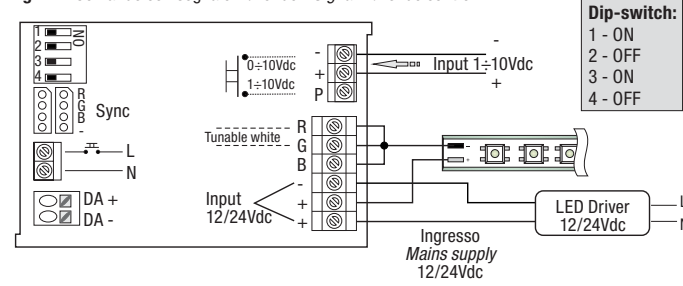 Dip-switch:
1 - ON
2 - OFF
3 - ON
4 - OFF
1
2
3
4
ON
0÷10Vdc
1÷10Vdc
-
+
P
Input 1÷10Vdc
-
+
R
G
B
-
Sync
Tunable white
R
G
B
-
+
+
-
+
L
N
DA +
DA -
Input
12/24Vdc
LED Driver
12/24Vdc
L
N
Ingresso
Mains supply
12/24Vdc